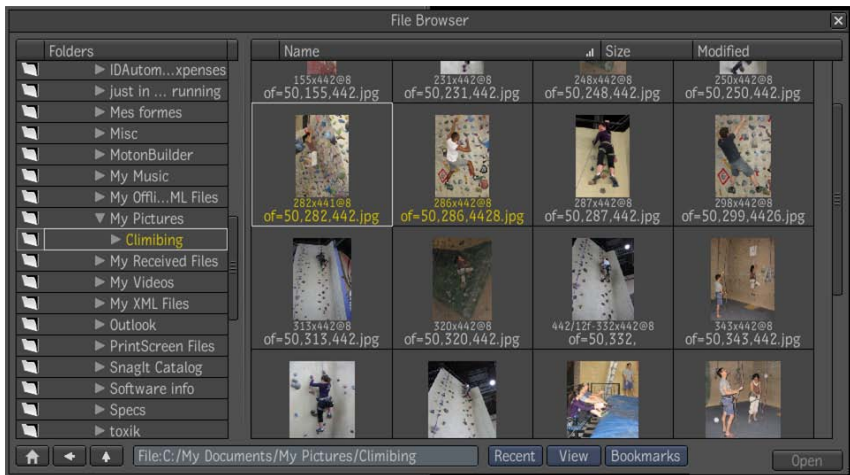 File Browser
Folders
Name
Size
Modified
IDAutom...xpenses
just in ... running
Mes formes
Misc
MotonBuilder
My Music
My Offli...ML Files
My Pictures
Climibing
My Received Files
My Videos
My XML Files
Outlook
PrintScreen Files
SnagIt Catalog
Software info
Specs
toxik
155x442@8
of=50,155,442.jpg
231x442@8
of=50,231,442.jpg
248x442@8
of=50,248,442.jpg
250x442@8
of=50,250,442.jpg
282x441@8
of=50,282,442.jpg
286x442@8
of=50,286,4428.jpg
287x442@8
of=50,287,442.jpg
298x442@8
of=50,299,4426.jpg
313x442@8
of=50,313,442.jpg
320x442@8
of=50,320,442.jpg
442/12f-332x442@8
of=50,332,
343x442@8
of=50,343,442.jpg
File:C:/My Documents/My Pictures/Climibing
Recent
View
Bookmarks
Open